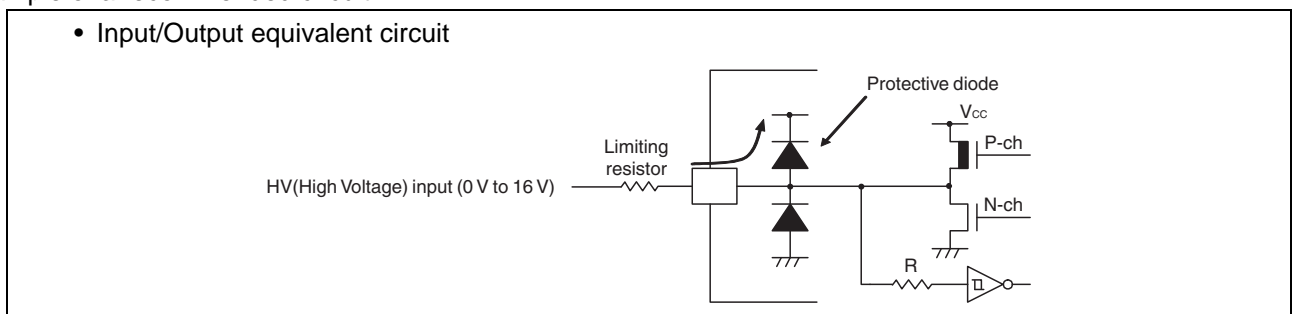 • Input/Output equivalent circuit
Protective diode
Vcc
Limiting
resistor
P-ch
HV(High Voltage) input (0 V to 16 V)
N-ch
R